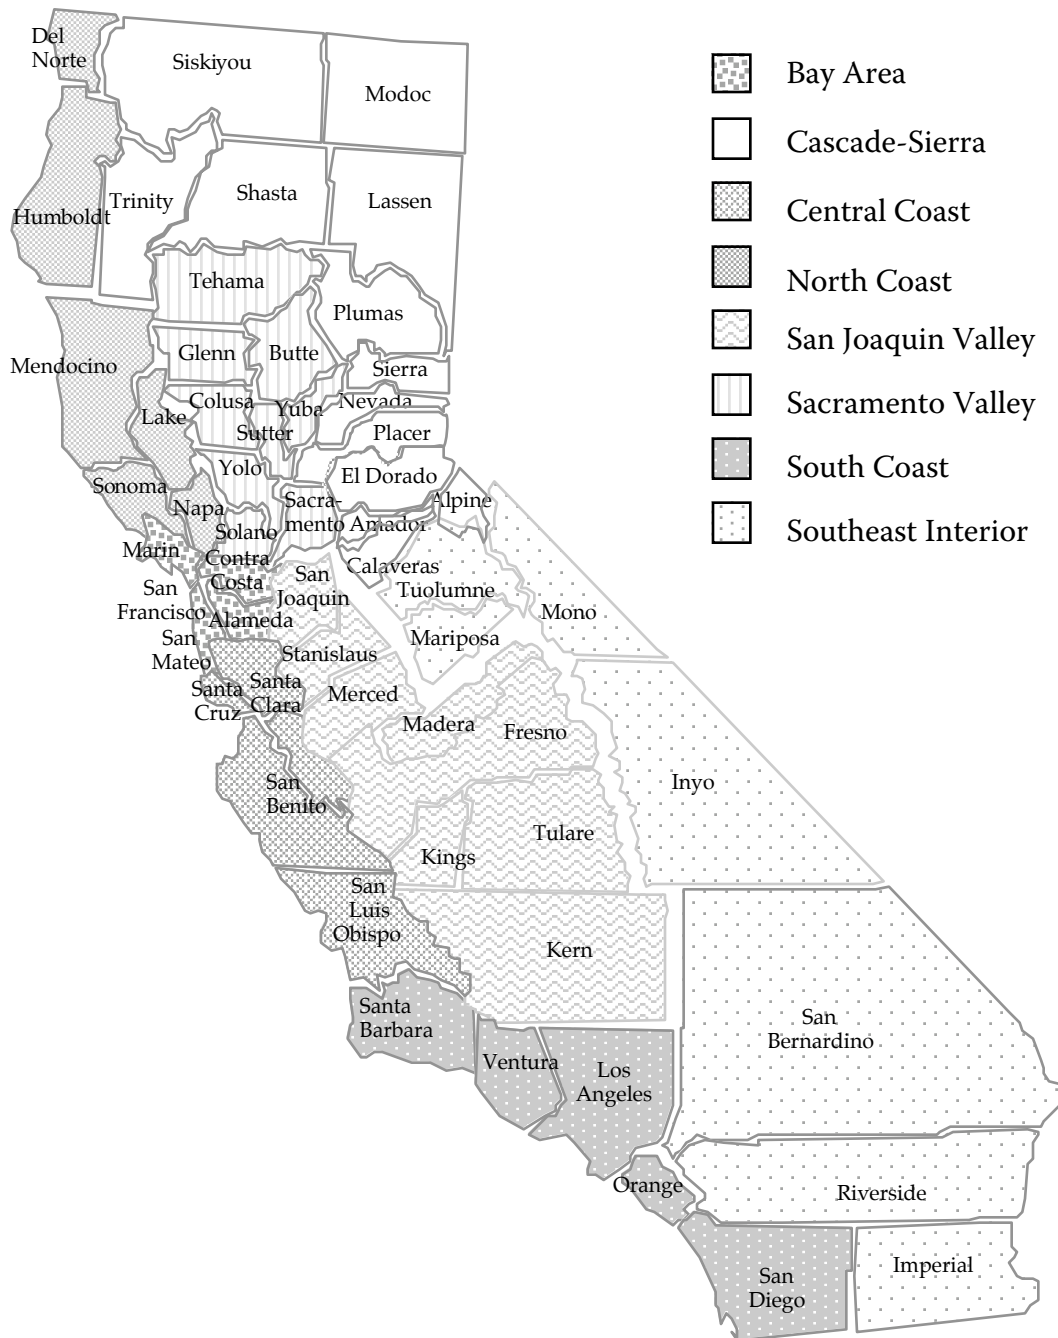 Del
Norte
Siskiyou
Modoc
Humboldt
Trinity
Shasta
Lassen
Tehama
Plumas
Mendocino
Glenn
Butte
Sierra
Lake
Colusa
Yuba
Nevada
Sutter
Placer
Sonoma
Yolo
El Dorado
Napa
Sacra-
mento
Alpine
Solano
Amador
Marin
Contra
Costa
Calaveras
San
Francisco
San
Joaquin
Tuolumne
Mono
Alameda
San
Mateo
Stanislaus
Mariposa
Santa
Cruz
Santa
Clara
Merced
Madera
Fresno
San
Benito
Inyo
Tulare
Kings
San
Luis
Obispo
Kern
Santa
Barbara
San
Bernardino
Ventura
Los
Angeles
Orange
Riverside
Imperial
San
Diego
Bay Area
Cascade-Sierra
Central Coast
North Coast
San Joaquin Valley
Sacramento Valley
South Coast
Southeast Interior